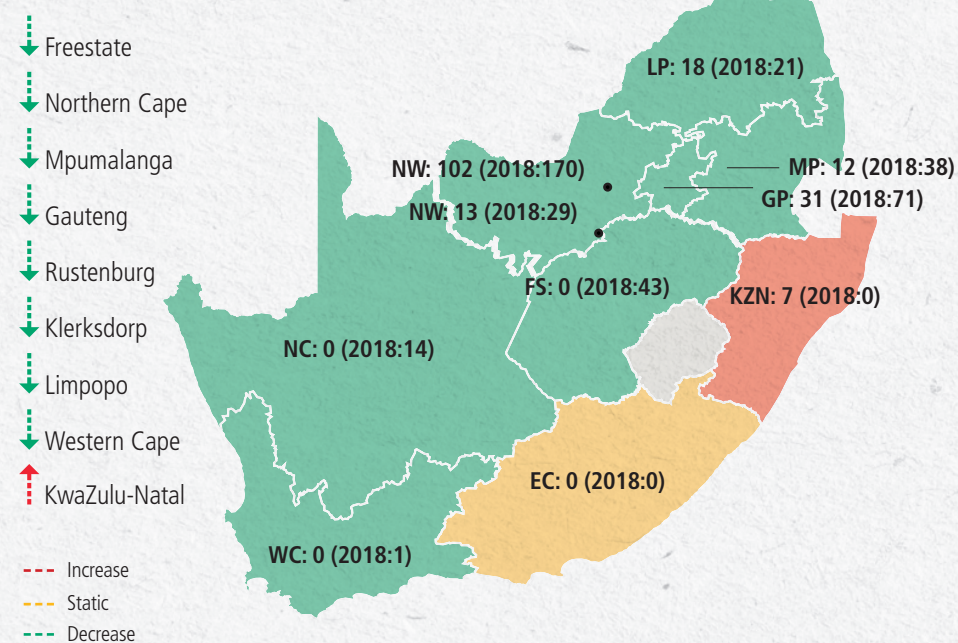 Freestate
Northern Cape
Mpumalanga
Gauteng
Rustenburg
Klerksdorp
Limpopo
Western Cape
KwaZulu-Natal
Increase
Static
Decrease
LP: 18 (2018:21)
NW: 102 (2018:170)
MP: 12 (2018:38)
GP: 31 (2018:71)
NW: 13 (2018:29)
FS: 0 (2018:43)
KZN: 7 (2018:0)
NC: 0 (2018:14)
EC: 0 (2018:0)
WC: 0 (2018:1)